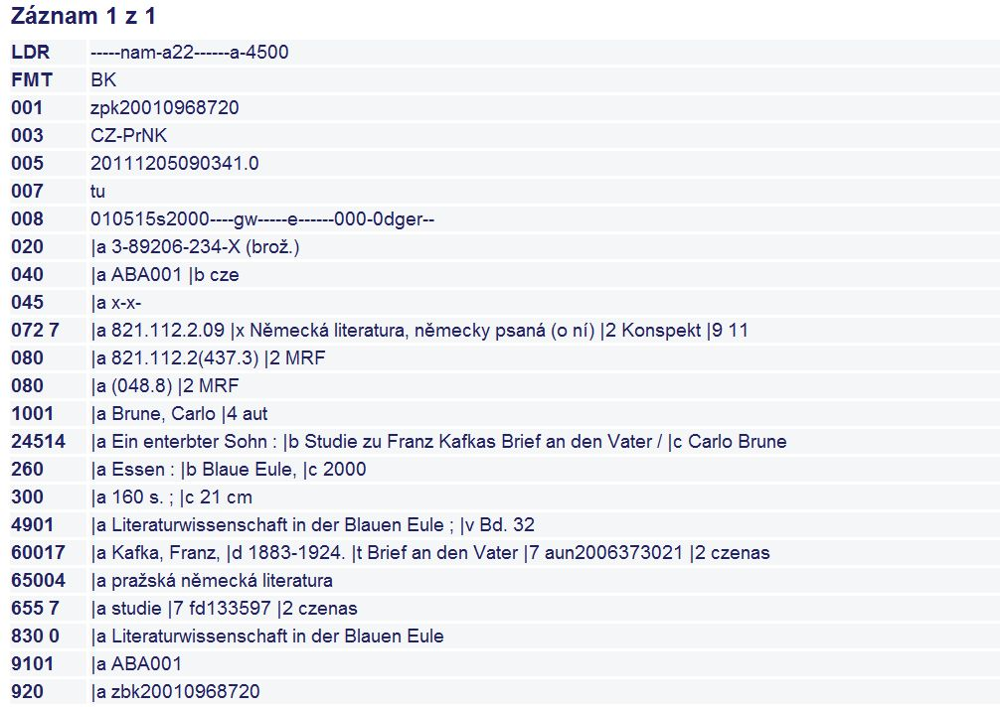 Záznam 1 z 1
LDR -----nam-a22------a-4500
FMT BK
001 zpk20010968720
003 CZ-PrNK
005 20111205090341.0
007 tu
008 010515s2000----gw-----e------000-0dger--
020 |a 3-89206-234-X (brož.)
040 |a ABA001 |b cze
045 |a x-x-
072 7 |a 821.112.2.09 |x Německá literatura, německy psaná (o ní) |2 Konspekt |9 11
080 |a 821.112.2(437.3) |2 MRF
080 |a (048.8) |2 MRF
1001 |a Brune, Carlo |4 aut
24514 |a Ein enterbter Sohn : |b Studie zu Franz Kafkas Brief an den Vater / |c Carlo Brune
260 |a Essen : |b Blaue Eule, |c 2000
300 |a 160 s. ; |c 21 cm
4901 |a Literaturwissenschaft in der Blauen Eule ; |v Bd. 32
60017 |a Kafka, Franz, |d 1883-1924. |t Brief an den Vater |7 aun2006373021 |2 czenas
65004 |a pražská německá literatura
655 7 |a studie |7 fd133597 |2 czenas
830 0 |a Literaturwissenschaft in der Blauen Eule
9101 |a ABA001
920 |a zbk20010968720